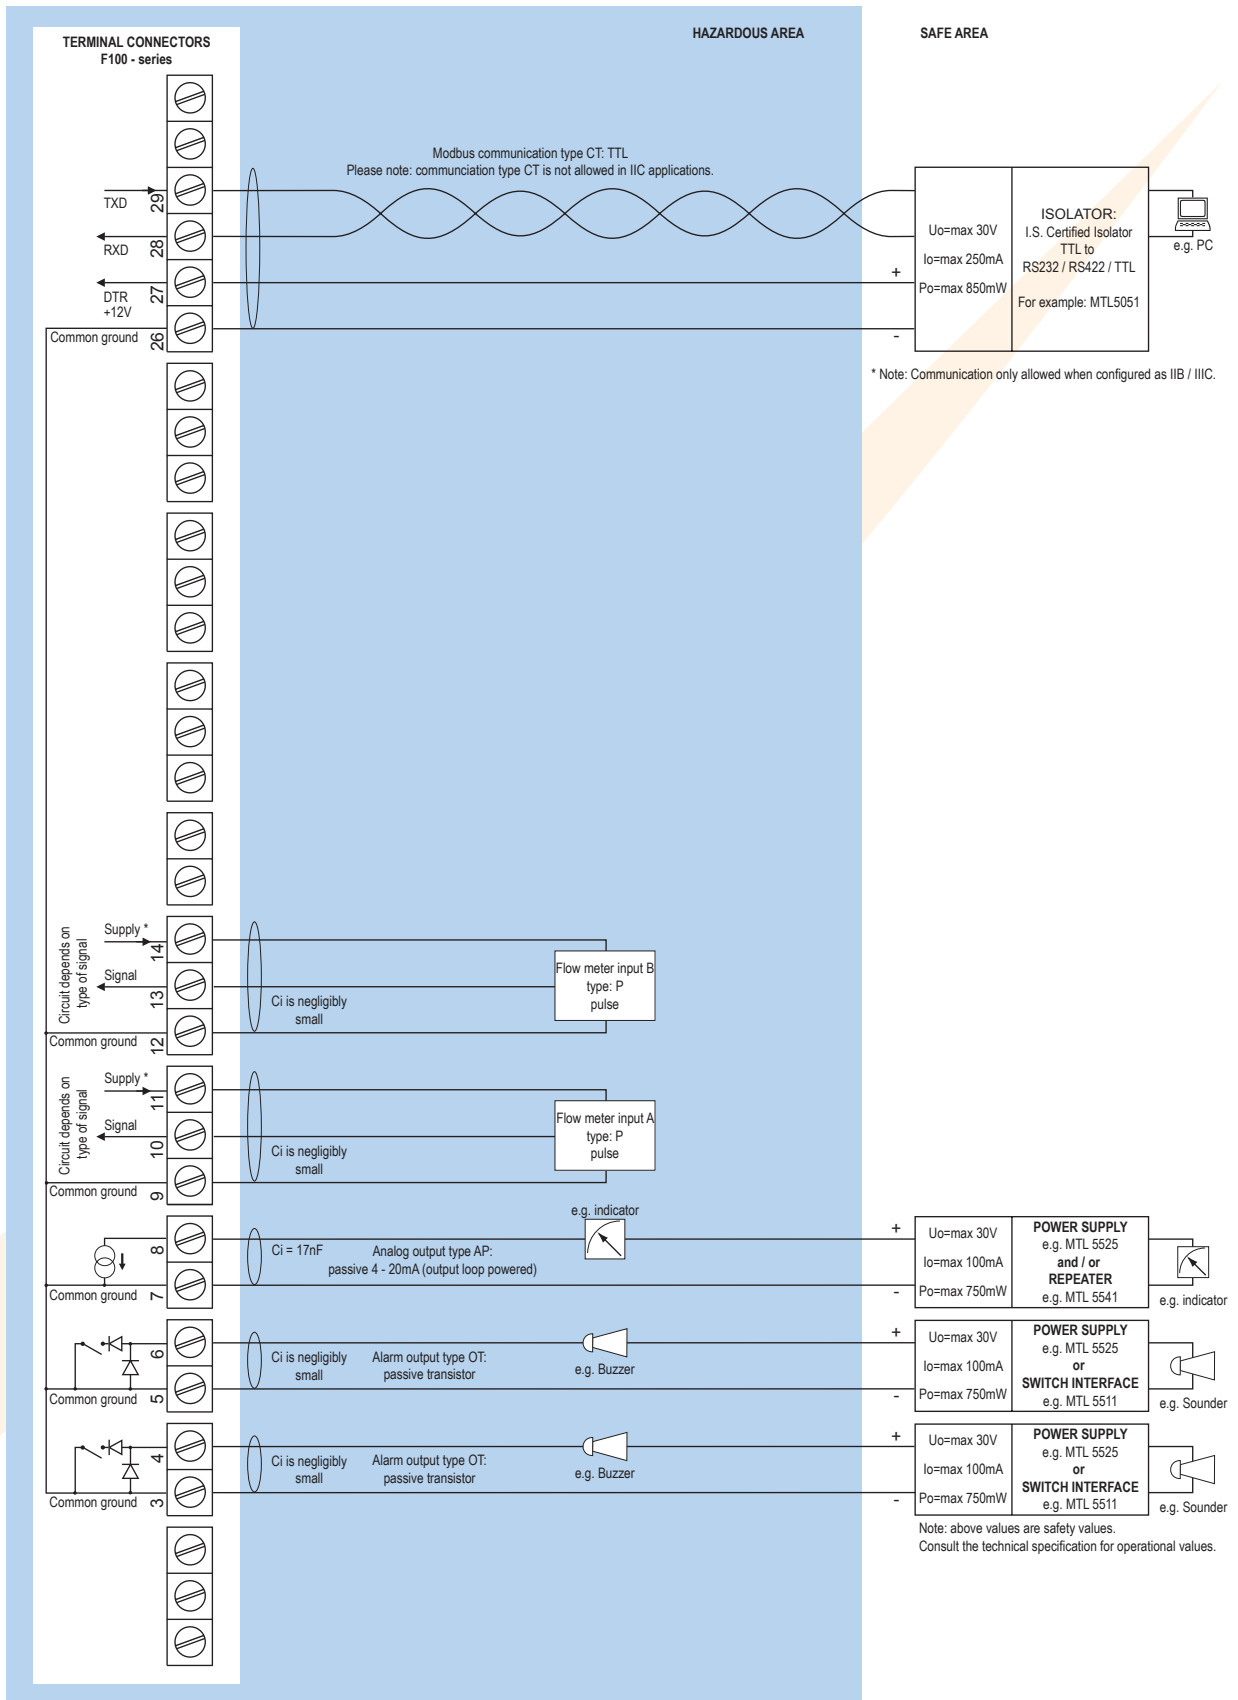 TERMINAL CONNECTORS
F100 - series
HAZARDOUS AREA
SAFE AREA
Modbus communication type CT: TTL
Please note: communciation type CT is not allowed in IIC applications.
TXD
29
RXD
28
DTR
+12V
27
Common ground
26
+
-
Uo=max 30V
Io=max 250mA
Po=max 850mW
ISOLATOR:
I.S. Certified Isolator
TTL to
RS232 / RS422 / TTL
For example: MTL5051
e.g. PC
* Note: Communication only allowed when configured as IIB / IIIC.
Circuit depends on
type of signal
Supply *
14
Signal
13
Common ground
12
Ci is negligibly
small
Flow meter input B
type: P
pulse
Circuit depends on
type of signal
Supply *
11
Signal
10
Common ground
9
Ci is negligibly
small
Flow meter input A
type: P
pulse
8
Common ground
7
Ci = 17nF
Analog output type AP:
passive 4 - 20mA (output loop powered)
e.g. indicator
+
-
Uo=max 30V
Io=max 100mA
Po=max 750mW
POWER SUPPLY
e.g. MTL 5525
and / or
REPEATER
e.g. MTL 5541
e.g. indicator
6
Common ground
5
Ci is negligibly
small
Alarm output type OT:
passive transistor
e.g. Buzzer
+
-
Uo=max 30V
Io=max 100mA
Po=max 750mW
POWER SUPPLY
e.g. MTL 5525
or
SWITCH INTERFACE
e.g. MTL 5511
e.g. Sounder
4
Common ground
3
Ci is negligibly
small
Alarm output type OT:
passive transistor
e.g. Buzzer
+
-
Uo=max 30V
Io=max 100mA
Po=max 750mW
POWER SUPPLY
e.g. MTL 5525
or
SWITCH INTERFACE
e.g. MTL 5511
e.g. Sounder
Note: above values are safety values.
Consult the technical specification for operational values.